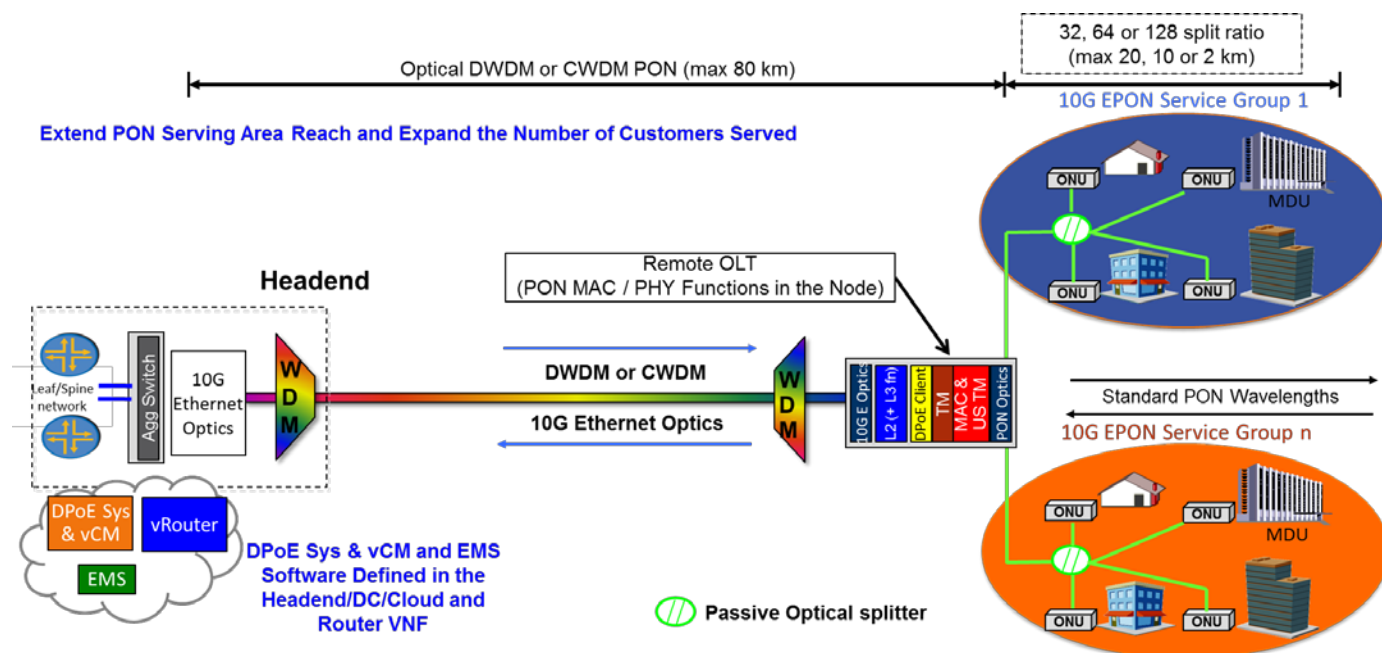 32, 64 or 128 split ratio
(max 20, 10 or 2 km)
Optical DWDM or CWDM PON (max 80 km)
10G EPON Service Group 1
Extend PON Serving Area Reach and Expand the Number of Customers Served
ONU
ONU
MDU
ONU
ONU
Remote OLT
(PON MAC / PHY Functions in the Node)
Headend
Leaf/Spine
network
Agg Switch
10G
Ethernet
Optics
WDM
DWDM or CWDM
10G Ethernet Optics
WDM
10G E Optics
L2 (+ L3 fn)
DPoE Client
TM
MAC &
US TM
PON Optics
Standard PON Wavelengths
10G EPON Service Group n
ONU
ONU
MDU
ONU
ONU
DPoE Sys
& vCM
vRouter
EMS
DPoE Sys & vCM and EMS
Software Defined in the
Headend/DC/Cloud and
Router VNF
Passive Optical splitter